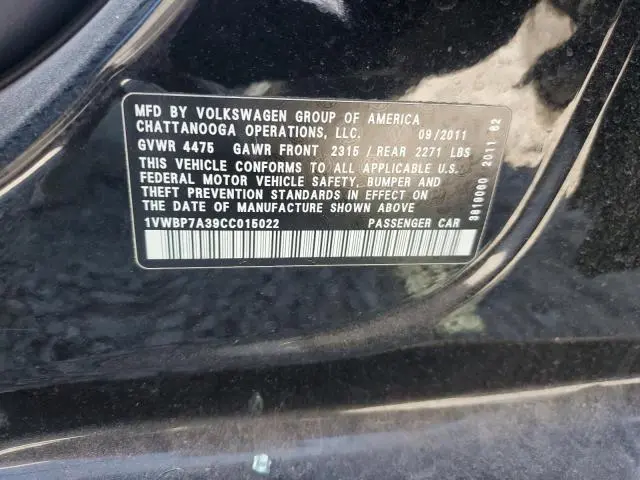 MFD BY VOLKSWAGEN GROUP OF AMERICA
CHATTANOOGA OPERATIONS, LLC. 09/2011
GVWR 4475 GAWR FRONT 2315 / REAR 2271 LBS
THIS VEHICLE CONFORMS TO ALL APPLICABLE U.S.
FEDERAL MOTOR VEHICLE SAFETY, BUMPER AND
THEFT PREVENTION STANDARDS IN EFFECT ON
THE DATE OF MANUFACTURE SHOWN ABOVE
1VWBP7A39CC015022 PASSENGER CAR
3819060 2011 62